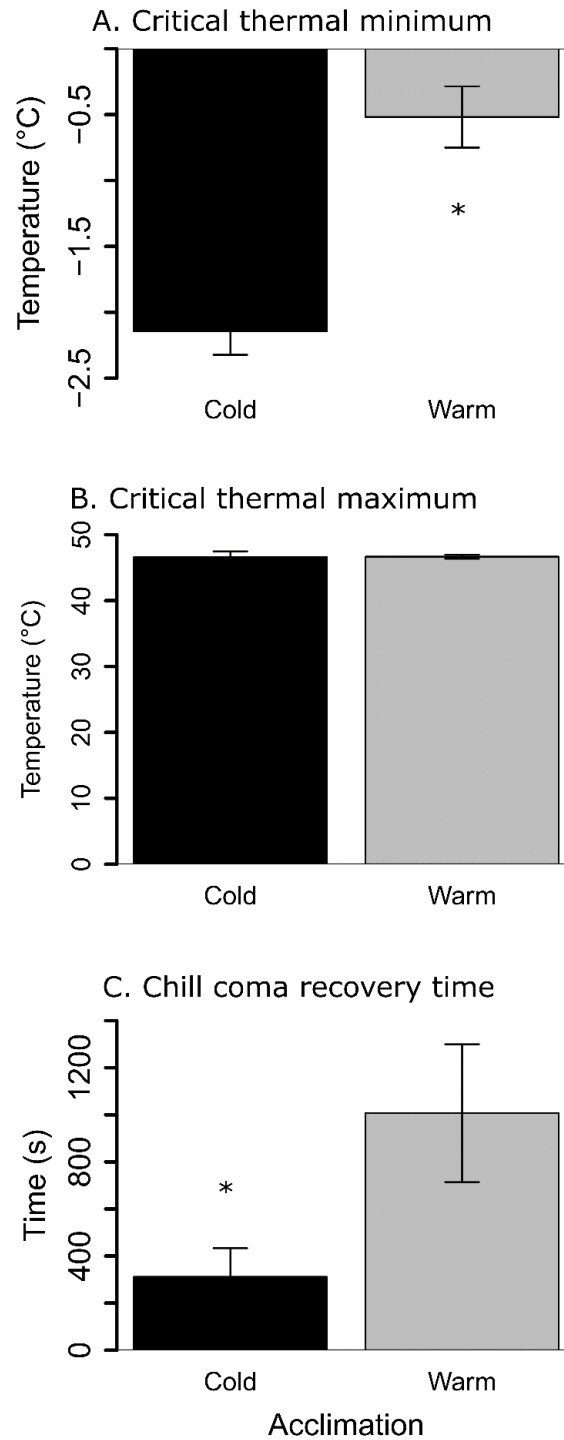 A. Critical thermal minimum
Temperature (°C)
−0.5
−1.5
−2.5
*
Cold
Warm
B. Critical thermal maximum
Temperature (°C)
50
40
30
20
10
0
Cold
Warm
C. Chill coma recovery time
Time (s)
1200
800
400
0
*
Cold
Warm
Acclimation